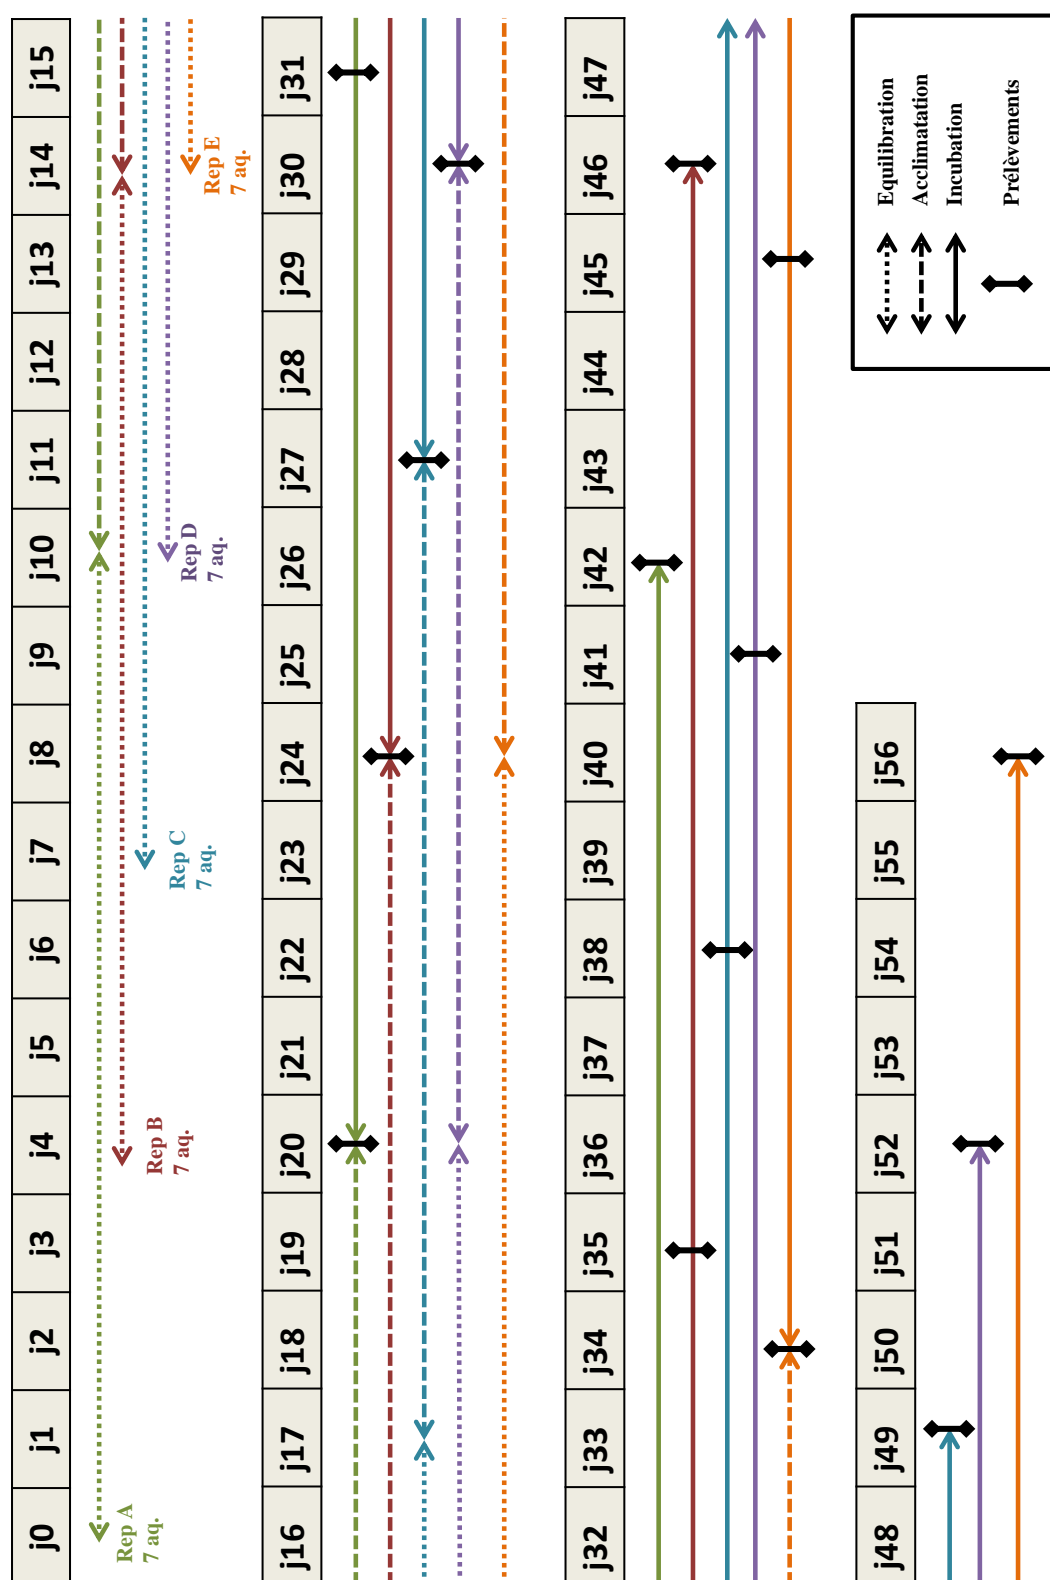 j0 j1 j2 j3 j4 j5 j6 j7 j8 j9 j10 j11 j12 j13 j14 j15
Rep A
7 aq.
Rep B
7 aq.
Rep C
7 aq.
Rep D
7 aq.
Rep E
7 aq.
j16 j17 j18 j19 j20 j21 j22 j23 j24 j25 j26 j27 j28 j29 j30 j31
j32 j33 j34 j35 j36 j37 j38 j39 j40 j41 j42 j43 j44 j45 j46 j47
j48 j49 j50 j51 j52 j53 j54 j55 j56
Equilibration
Acclimatation
Incubation
Prélèvements